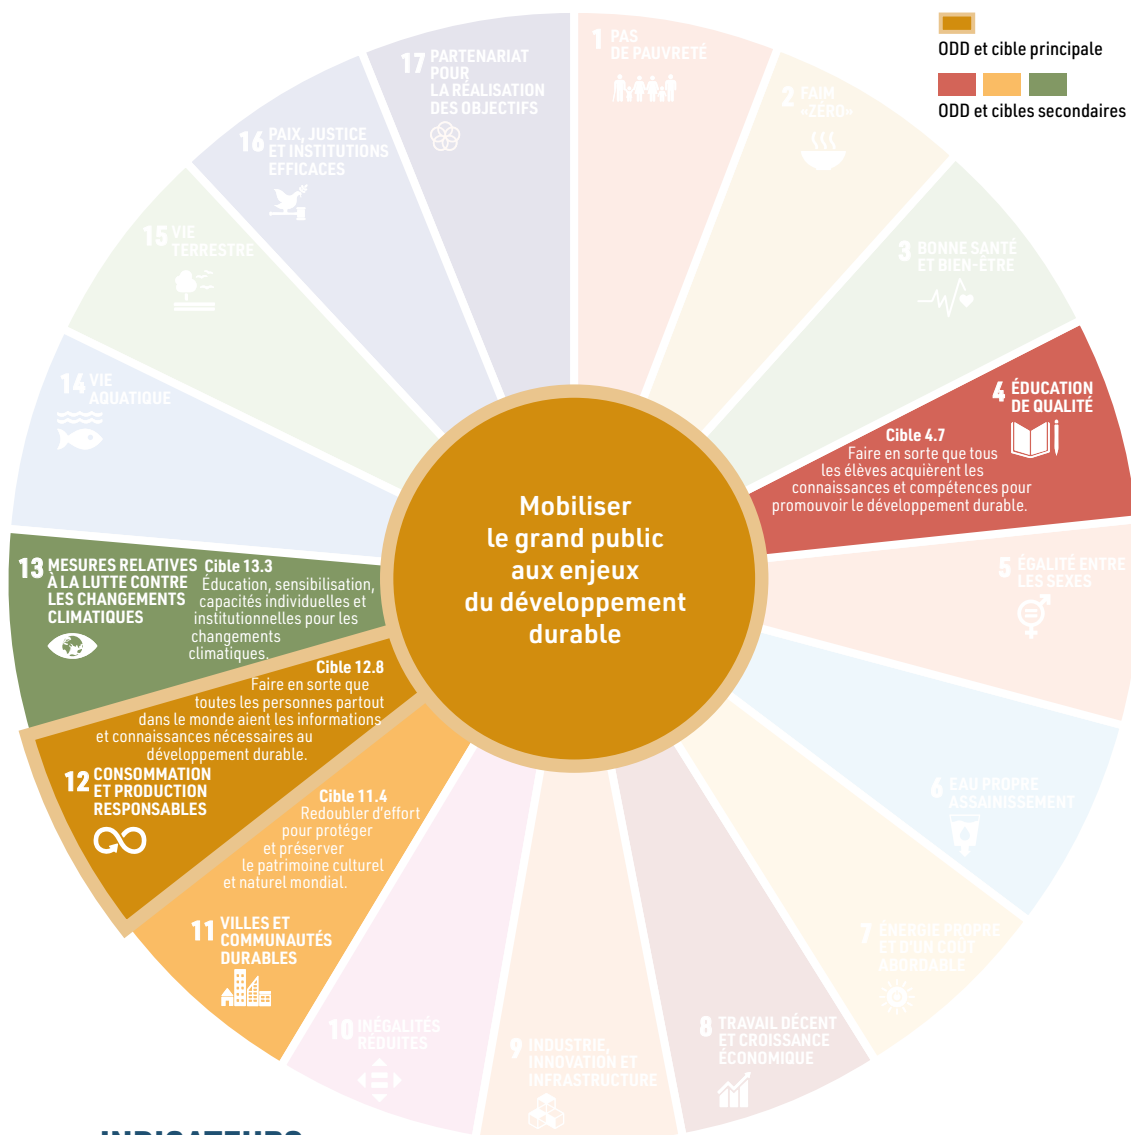 ODD et cible principale
ODD et cibles secondaires
1 PAS
DE PAUVRETÉ
2 FAIM
«ZÉRO»
3 BONNE SANTÉ
ET BIEN-ÊTRE
4 ÉDUCATION
DE QUALITÉ
Cible 4.7
Faire en sorte que tous
les élèves acquièrent les
connaissances et compétences pour
promouvoir le développement durable.
5 ÉGALITÉ ENTRE
LES SEXES
6 EAU PROPRE
ASSAINISSEMENT
7 ÉNERGIE PROPRE
ET D'UN COÛT
ABORDABLE
8 TRAVAIL DÉCENT
ET CROISSANCE
ÉCONOMIQUE
9 INDUSTRIE,
INNOVATION ET
INFRASTRUCTURE
10 INÉGALITÉS
RÉDUITES
11 VILLES ET
COMMUNAUTÉS
DURABLES
Cible 11.4
Redoubler d'effort
pour protéger
et préserver
le patrimoine culturel
et naturel mondial.
12 CONSOMMATION
ET PRODUCTION
RESPONSABLES
Cible 12.8
Faire en sorte que
toutes les personnes partout
dans le monde aient les informations
et connaissances nécessaires au
développement durable.
13 MESURES RELATIVES
À LA LUTTE CONTRE
LES CHANGEMENTS
CLIMATIQUES
Cible 13.3
Éducation, sensibilisation,
capacités individuelles et
institutionnelles pour les
changements
climatiques.
14 VIE
AQUATIQUE
15 VIE
TERRESTRE
16 PAIX, JUSTICE
ET INSTITUTIONS
EFFICACES
17 PARTENARIAT
POUR
LA RÉALISATION
DES OBJECTIFS
Mobiliser
le grand public
aux enjeux
du développement
durable
INDICATEURS